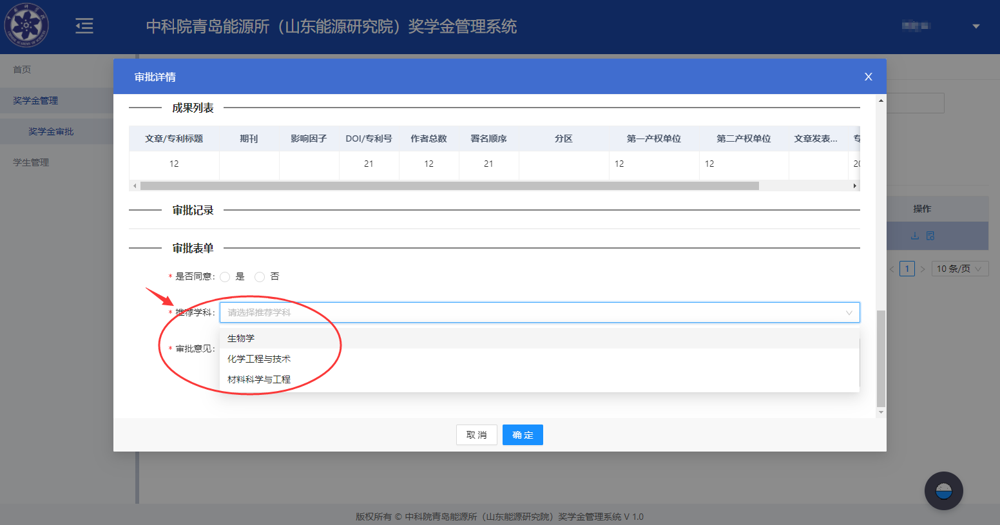 中科院青岛能源所（山东能源研究院）奖学金管理系统
首页
奖学金管理
奖学金审批
学生管理
审批详情
X
成果列表
文章/专利标题 期刊 影响因子 DOI/专利号 作者总数 署名顺序 分区 第一产权单位 第二产权单位 文章发表... 专
12 21 12 21 12 12 20
审批记录
审批表单
* 是否同意: 是 否
* 推荐学科: 请选择推荐学科
生物学
* 审批意见:
化学工程与技术
材料科学与工程
取 消 确 定
操作
1 10 条/页
版权所有 © 中科院青岛能源所（山东能源研究院）奖学金管理系统 V 1.0